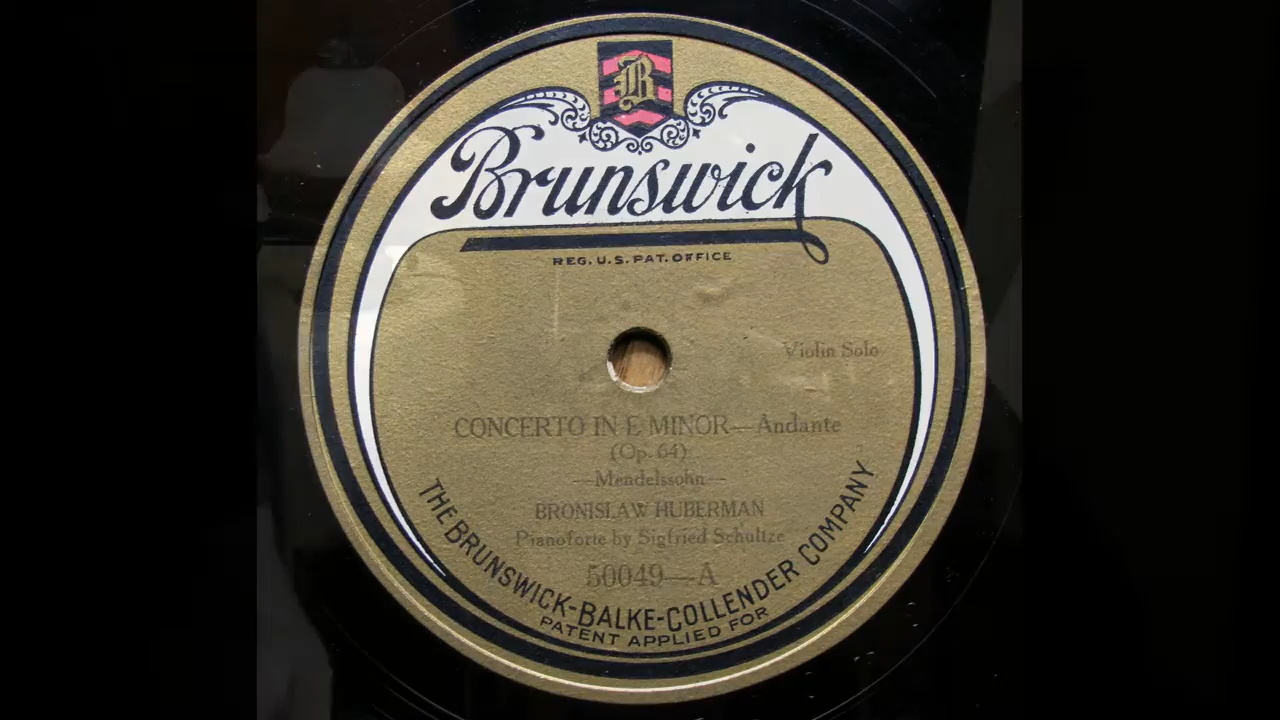 B
Brunswick
REG. U.S. PAT. OFFICE
Violin Solo
CONCERTO IN E MINOR—Andante
(Op. 64)
—Mendelssohn—
BRONISLAW HUBERMAN
Pianoforte by Sigfried Schultze
50049—A
THE BRUNSWICK-BALKE-COLLENDER COMPANY
PATENT APPLIED FOR